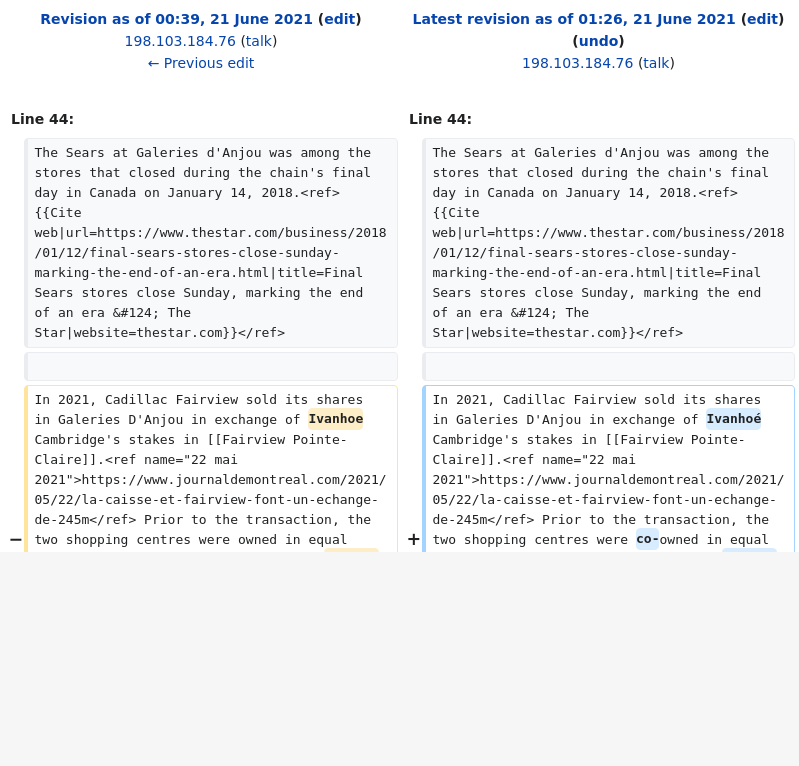 Revision as of 00:39, 21 June 2021 (edit)
198.103.184.76 (talk)
← Previous edit
Latest revision as of 01:26, 21 June 2021 (edit)
(undo)
198.103.184.76 (talk)
Line 44:
Line 44:
The Sears at Galeries d'Anjou was among the
stores that closed during the chain's final
day in Canada on January 14, 2018.<ref>
{{Cite
web|url=https://www.thestar.com/business/2018
/01/12/final-sears-stores-close-sunday-
marking-the-end-of-an-era.html|title=Final
Sears stores close Sunday, marking the end
of an era &#124; The
Star|website=thestar.com}}</ref>
The Sears at Galeries d'Anjou was among the
stores that closed during the chain's final
day in Canada on January 14, 2018.<ref>
{{Cite
web|url=https://www.thestar.com/business/2018
/01/12/final-sears-stores-close-sunday-
marking-the-end-of-an-era.html|title=Final
Sears stores close Sunday, marking the end
of an era &#124; The
Star|website=thestar.com}}</ref>
In 2021, Cadillac Fairview sold its shares
in Galeries D'Anjou in exchange of Ivanhoe
Cambridge's stakes in [[Fairview Pointe-
Claire]].<ref name="22 mai
2021">https://www.journaldemontreal.com/2021/
05/22/la-caisse-et-fairview-font-un-echange-
de-245m</ref> Prior to the transaction, the
− two shopping centres were owned in equal
In 2021, Cadillac Fairview sold its shares
in Galeries D'Anjou in exchange of Ivanhoé
Cambridge's stakes in [[Fairview Pointe-
Claire]].<ref name="22 mai
2021">https://www.journaldemontreal.com/2021/
05/22/la-caisse-et-fairview-font-un-echange-
de-245m</ref> Prior to the transaction, the
+ two shopping centres were co-owned in equal